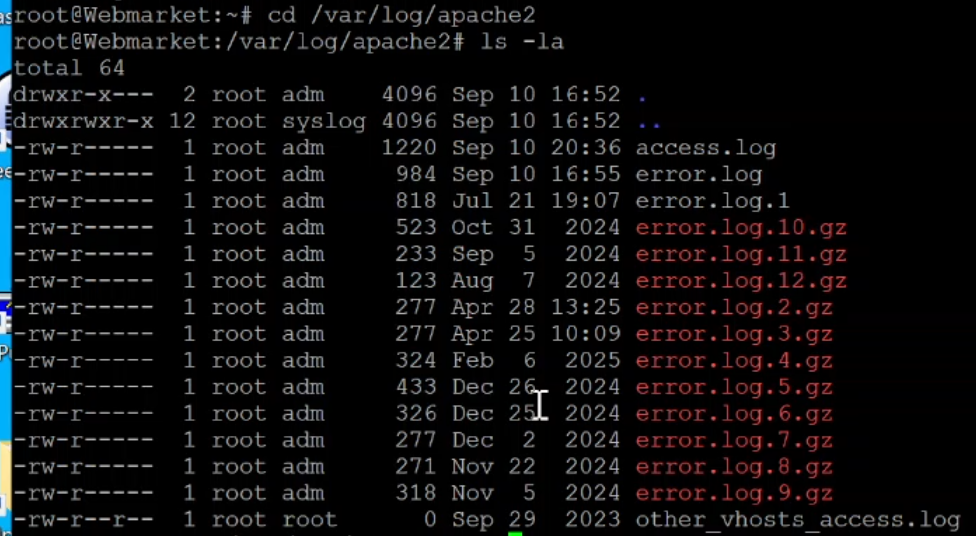 root@Webmarket:~# cd /var/log/apache2
root@Webmarket:/var/log/apache2# ls -la
total 64
drwxr-x---  2 root adm    4096 Sep 10 16:52 .
drwxrwxr-x 12 root syslog 4096 Sep 10 16:52 ..
-rw-r-----  1 root adm    1220 Sep 10 20:36 access.log
-rw-r-----  1 root adm     984 Sep 10 16:55 error.log
-rw-r-----  1 root adm     818 Jul 21 19:07 error.log.1
-rw-r-----  1 root adm     523 Oct 31  2024 error.log.10.gz
-rw-r-----  1 root adm     233 Sep  5  2024 error.log.11.gz
-rw-r-----  1 root adm     123 Aug  7  2024 error.log.12.gz
-rw-r-----  1 root adm     277 Apr 28 13:25 error.log.2.gz
-rw-r-----  1 root adm     277 Apr 25 10:09 error.log.3.gz
-rw-r-----  1 root adm     324 Feb  6  2025 error.log.4.gz
-rw-r-----  1 root adm     433 Dec 26  2024 error.log.5.gz
-rw-r-----  1 root adm     326 Dec 25  2024 error.log.6.gz
-rw-r-----  1 root adm     277 Dec  2  2024 error.log.7.gz
-rw-r-----  1 root adm     271 Nov 22  2024 error.log.8.gz
-rw-r-----  1 root adm     318 Nov  5  2024 error.log.9.gz
-rw-r--r--  1 root root      0 Sep 29  2023 other_vhosts_access.log